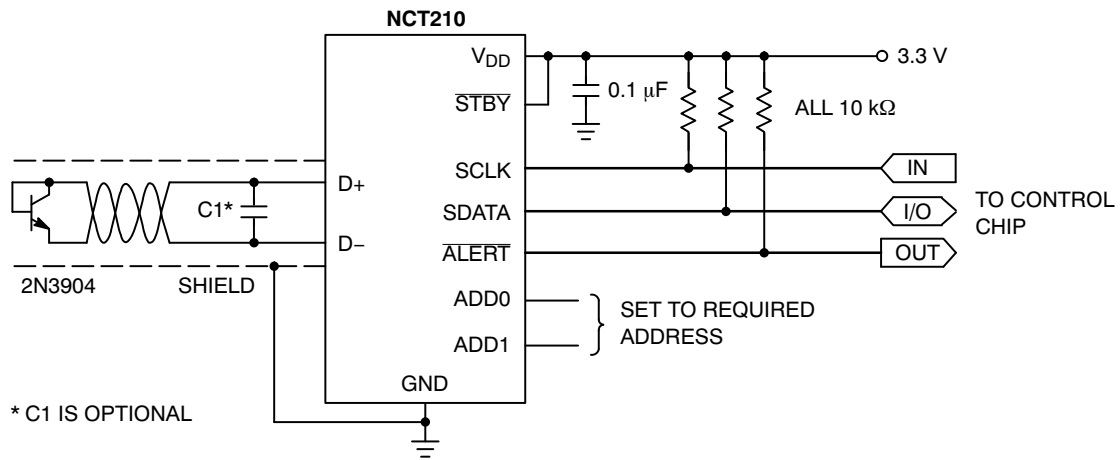 NCT210
VDD
STBY
SCLK
SDATA
ALERT
ADD0
ADD1
GND
D+
D−
C1*
2N3904
SHIELD
* C1 IS OPTIONAL
0.1 μF
3.3 V
ALL 10 kΩ
IN
I/O
OUT
TO CONTROL
CHIP
SET TO REQUIRED
ADDRESS